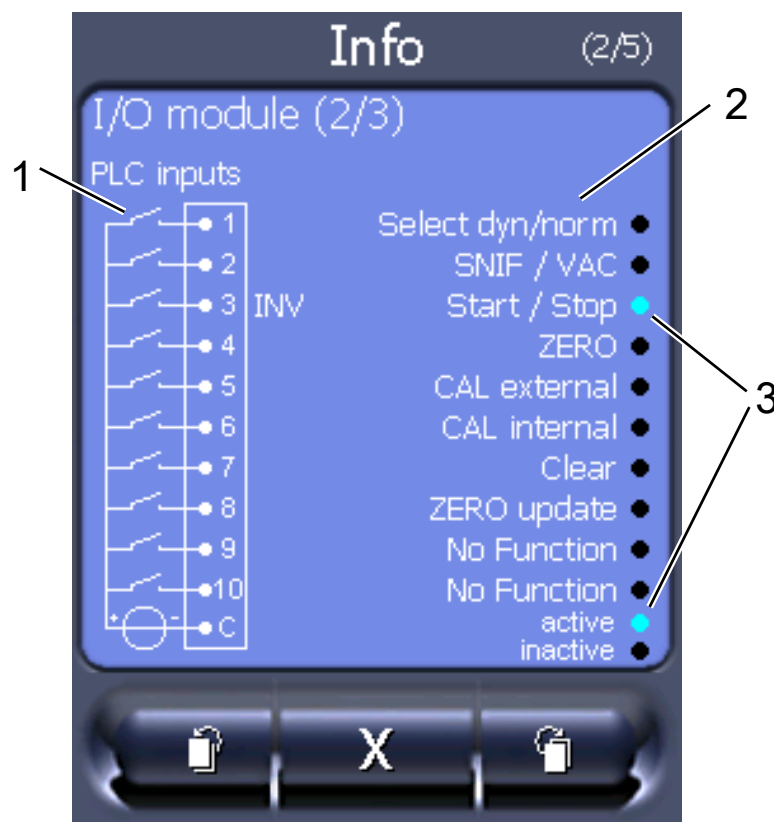 Info (2/5)
I/O module (2/3)
2
PLC inputs
1
1 Select dyn/norm
2 SNIF / VAC
3 INV Start / Stop
4 ZERO
3
5 CAL external
6 CAL internal
7 Clear
8 ZERO update
9 No Function
10 No Function
+ - C active
inactive
X